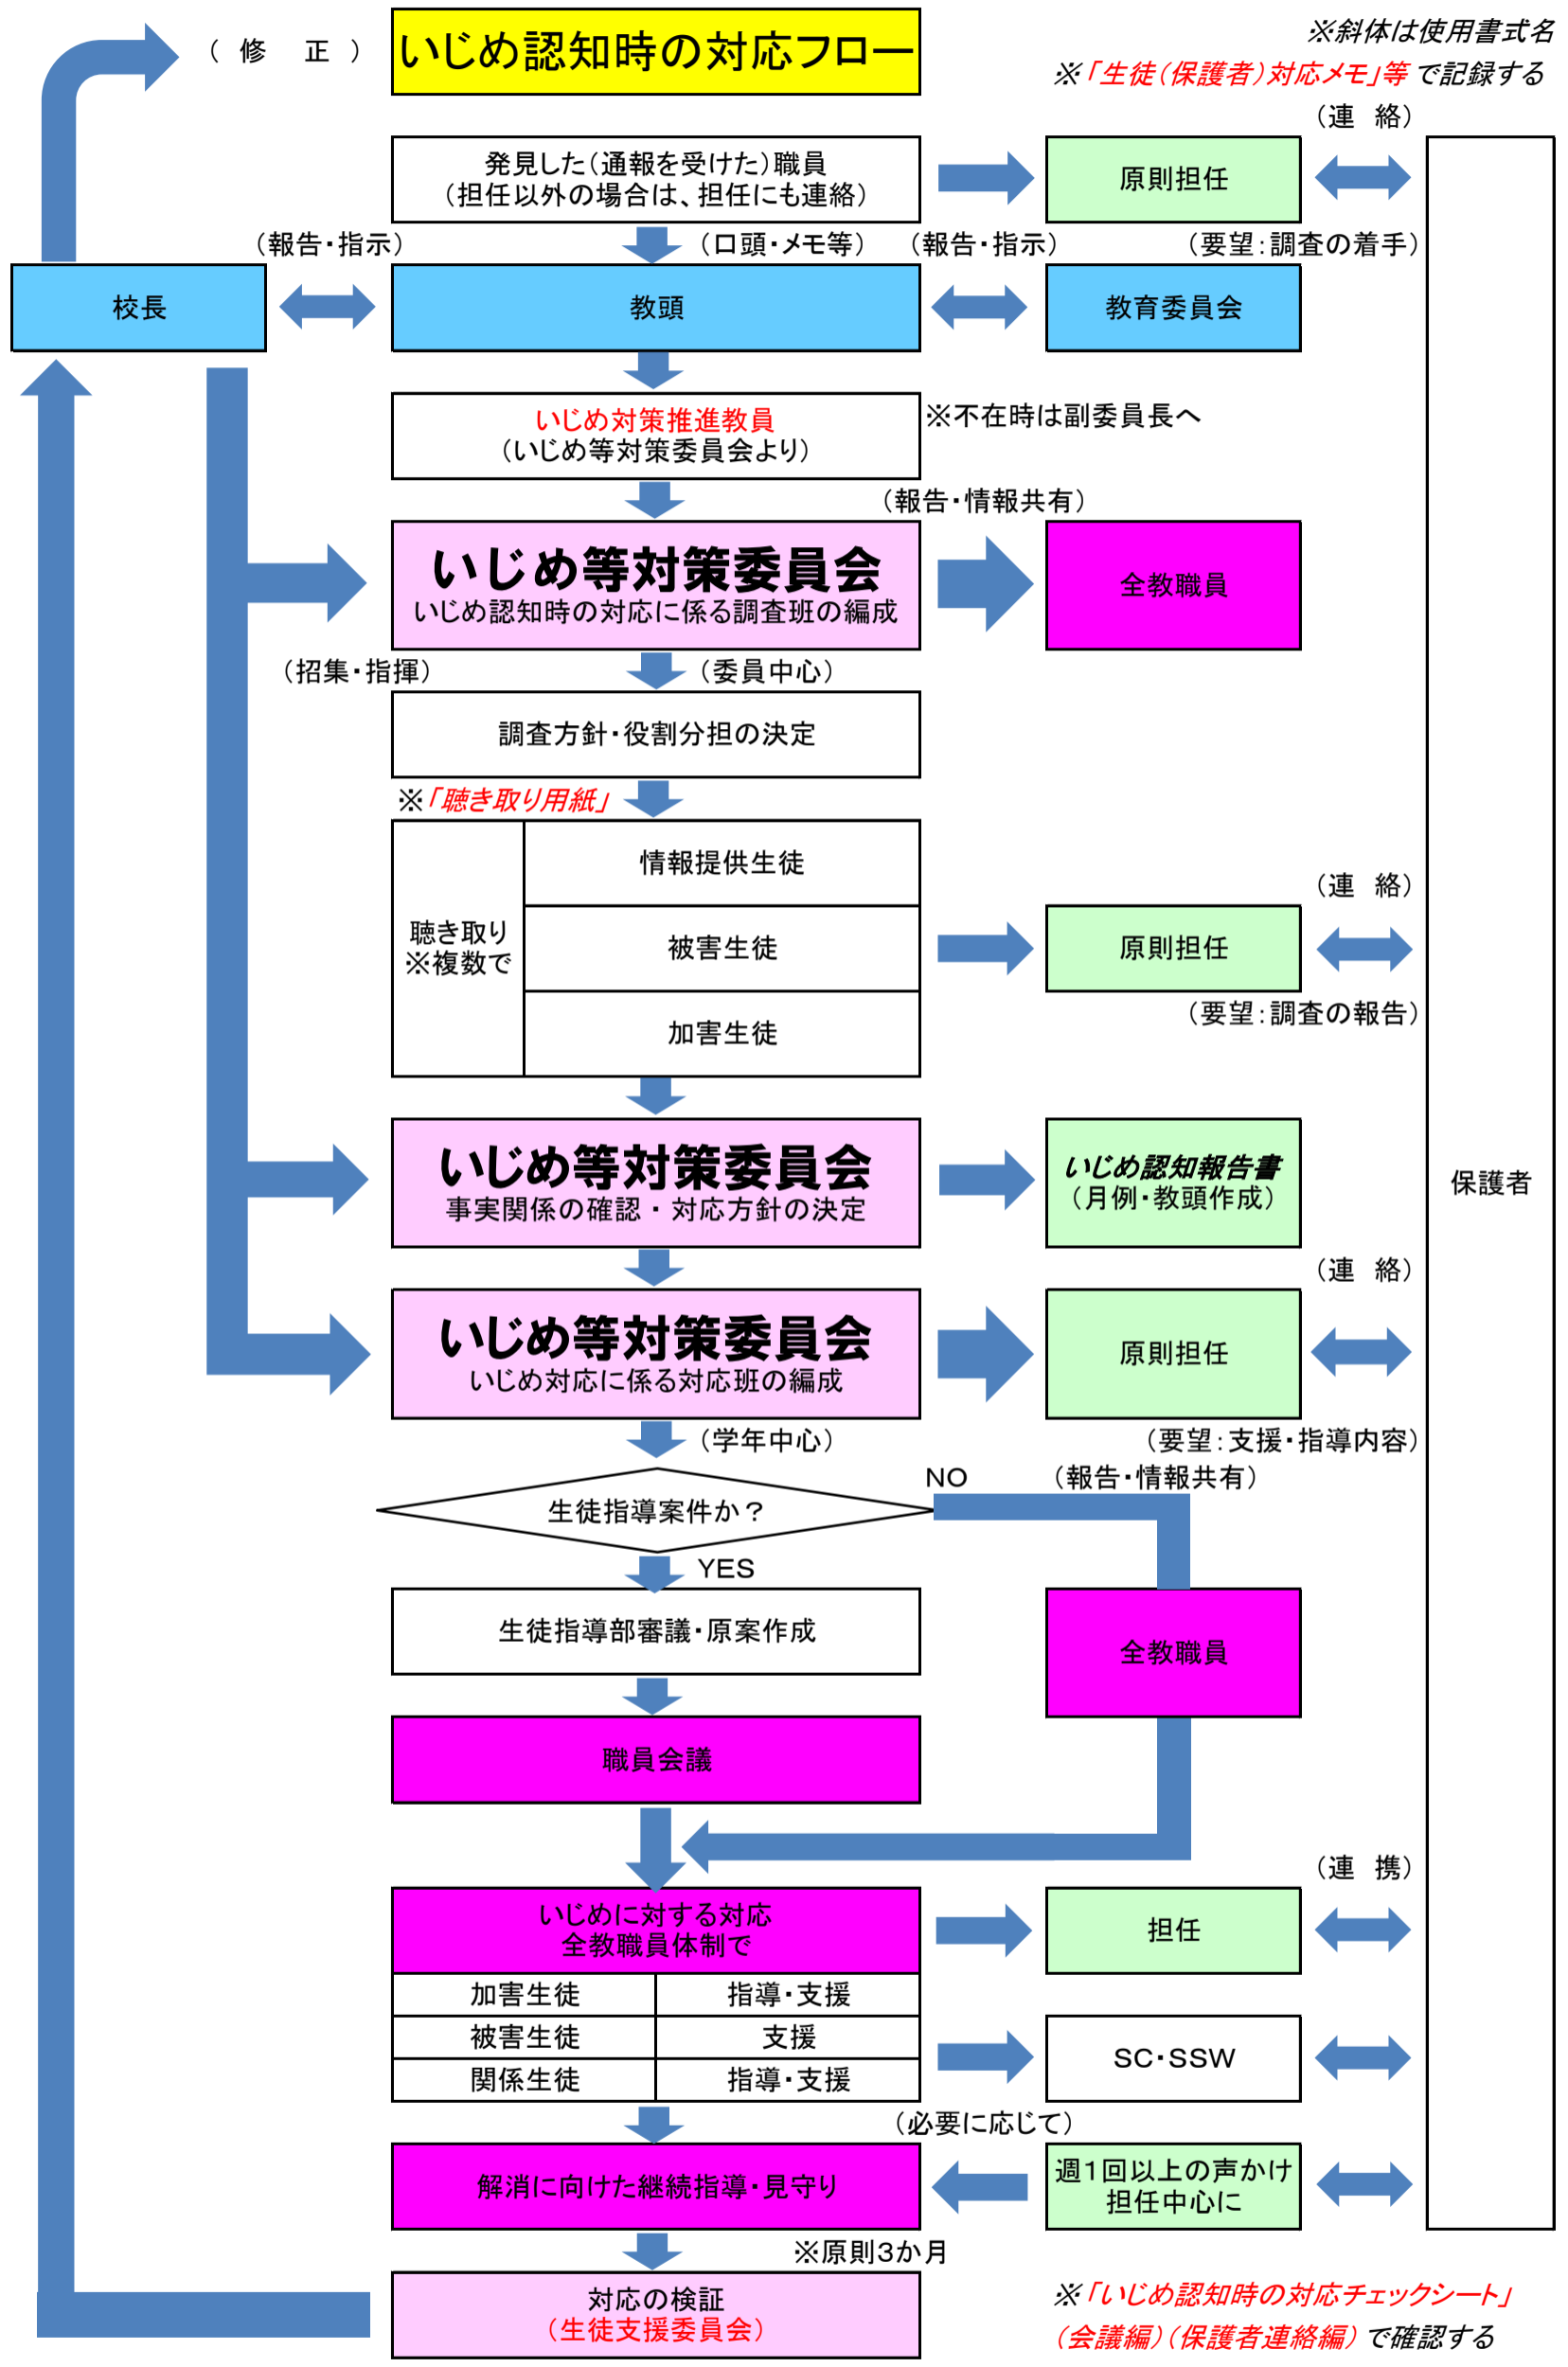 （　修　　正　）
いじめ認知時の対応フロー
※斜体は使用書式名
※「生徒（保護者）対応メモ」等 で記録する
（連　絡）
発見した（通報を受けた）職員
（担任以外の場合は、担任にも連絡）
原則担任
（報告・指示）
（口頭・メモ等）
（報告・指示）
（要望：調査の着手）
校長
教頭
教育委員会
いじめ対策推進教員
（いじめ等対策委員会より）
※不在時は副委員長へ
（報告・情報共有）
いじめ等対策委員会
いじめ認知時の対応に係る調査班の編成
全教職員
（招集・指揮）
（委員中心）
調査方針・役割分担の決定
※「聴き取り用紙」
聴き取り
※複数で
情報提供生徒
被害生徒
加害生徒
（連　絡）
原則担任
（要望：調査の報告）
いじめ等対策委員会
事実関係の確認・対応方針の決定
いじめ認知報告書
（月例・教頭作成）
保護者
（連　絡）
いじめ等対策委員会
いじめ対応に係る対応班の編成
原則担任
（学年中心）
（要望：支援・指導内容）
生徒指導案件か？
NO
（報告・情報共有）
YES
生徒指導部審議・原案作成
全教職員
職員会議
（連　携）
いじめに対する対応
全教職員体制で
担任
加害生徒
指導・支援
被害生徒
支援
関係生徒
指導・支援
SC・SSW
（必要に応じて）
解消に向けた継続指導・見守り
週１回以上の声かけ
担任中心に
※原則3か月
対応の検証
（生徒支援委員会）
※「いじめ認知時の対応チェックシート」
（会議編）（保護者連絡編）で確認する